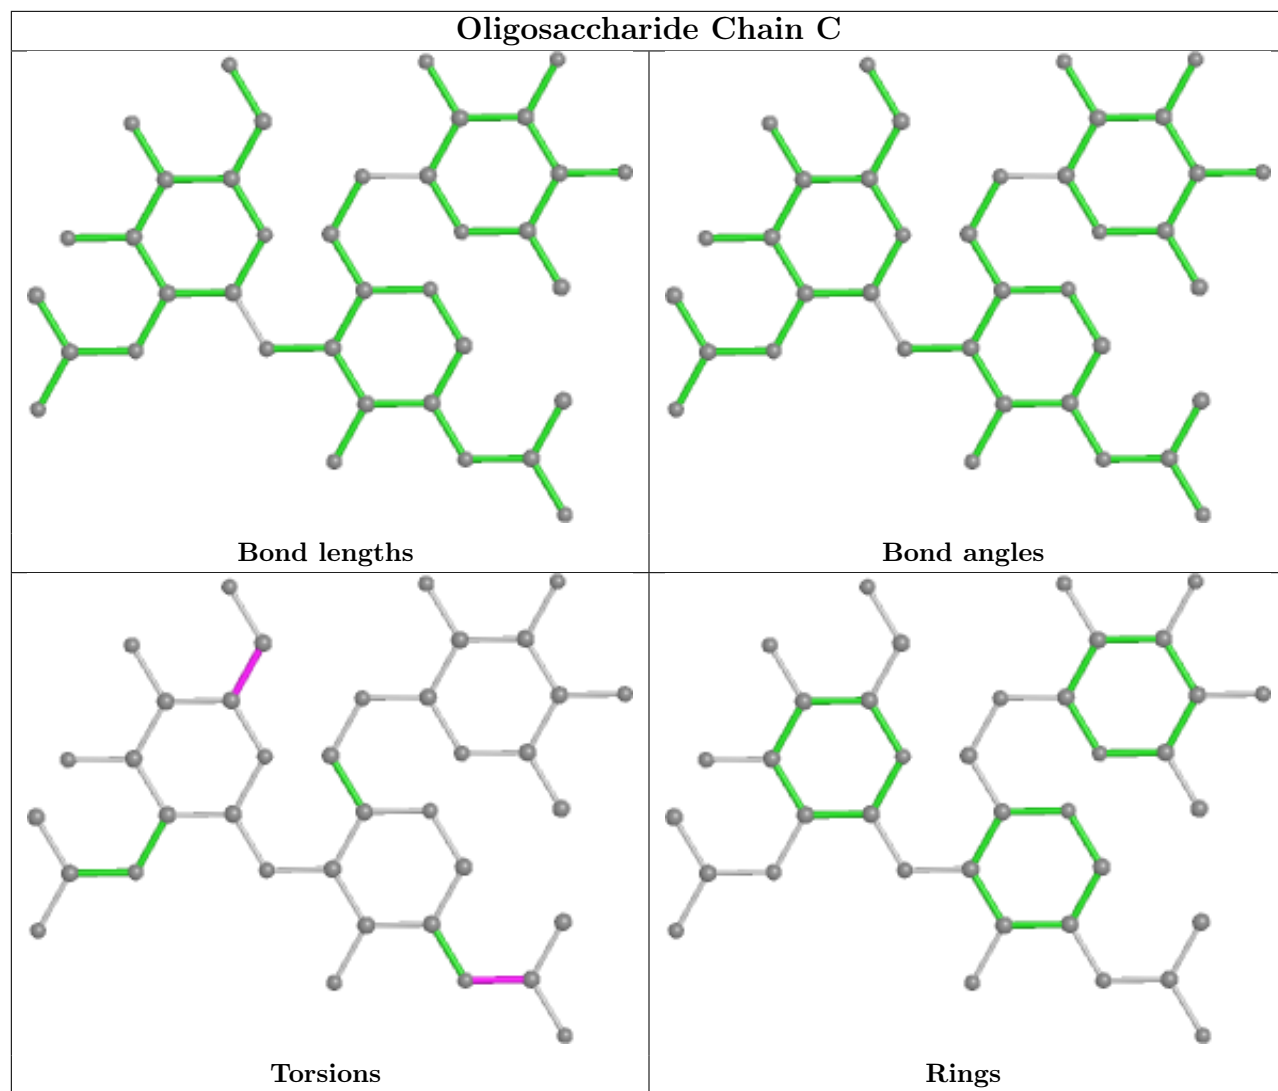 Oligosaccharide Chain C
Bond lengths
Bond angles
Torsions
Rings